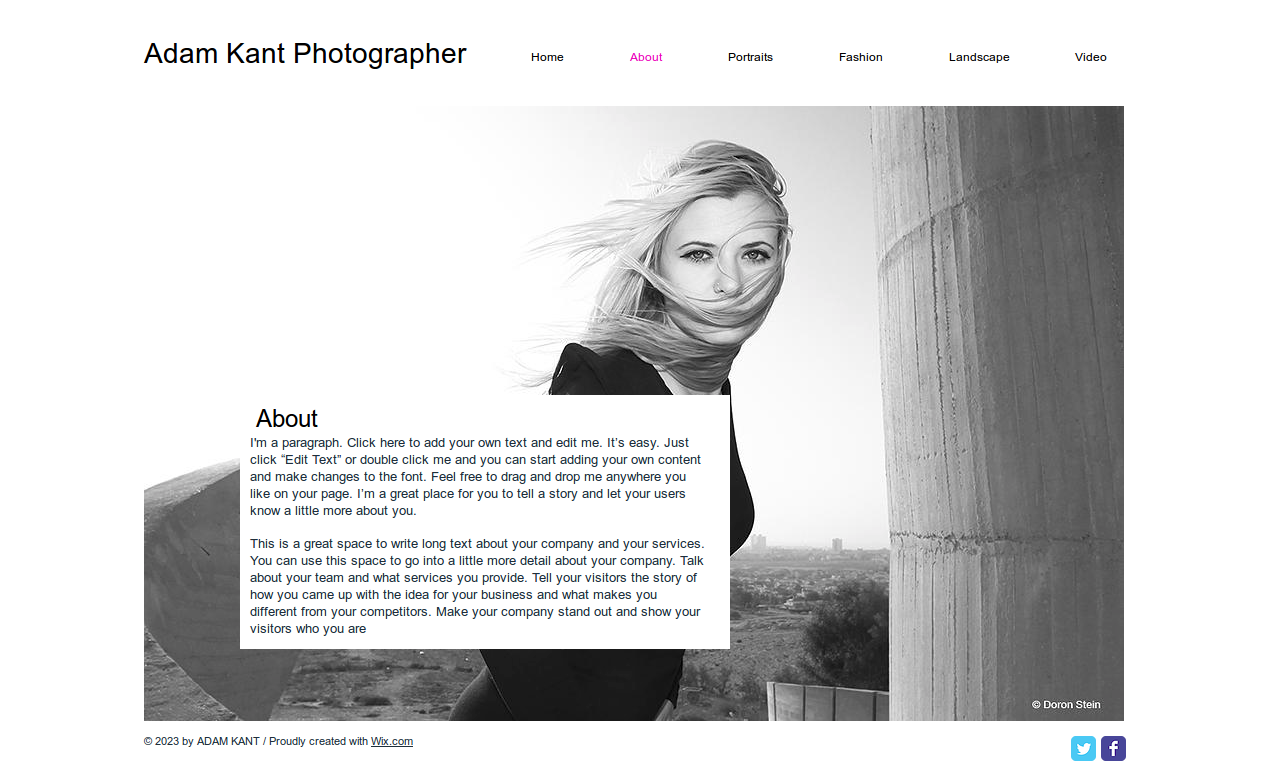 Adam Kant Photographer
Home About Portraits Fashion Landscape Video
About
I'm a paragraph. Click here to add your own text and edit me. It’s easy. Just
click “Edit Text” or double click me and you can start adding your own content
and make changes to the font. Feel free to drag and drop me anywhere you
like on your page. I’m a great place for you to tell a story and let your users
know a little more about you.
This is a great space to write long text about your company and your services.
You can use this space to go into a little more detail about your company. Talk
about your team and what services you provide. Tell your visitors the story of
how you came up with the idea for your business and what makes you
different from your competitors. Make your company stand out and show your
visitors who you are
© Doron Stein
© 2023 by ADAM KANT / Proudly created with Wix.com